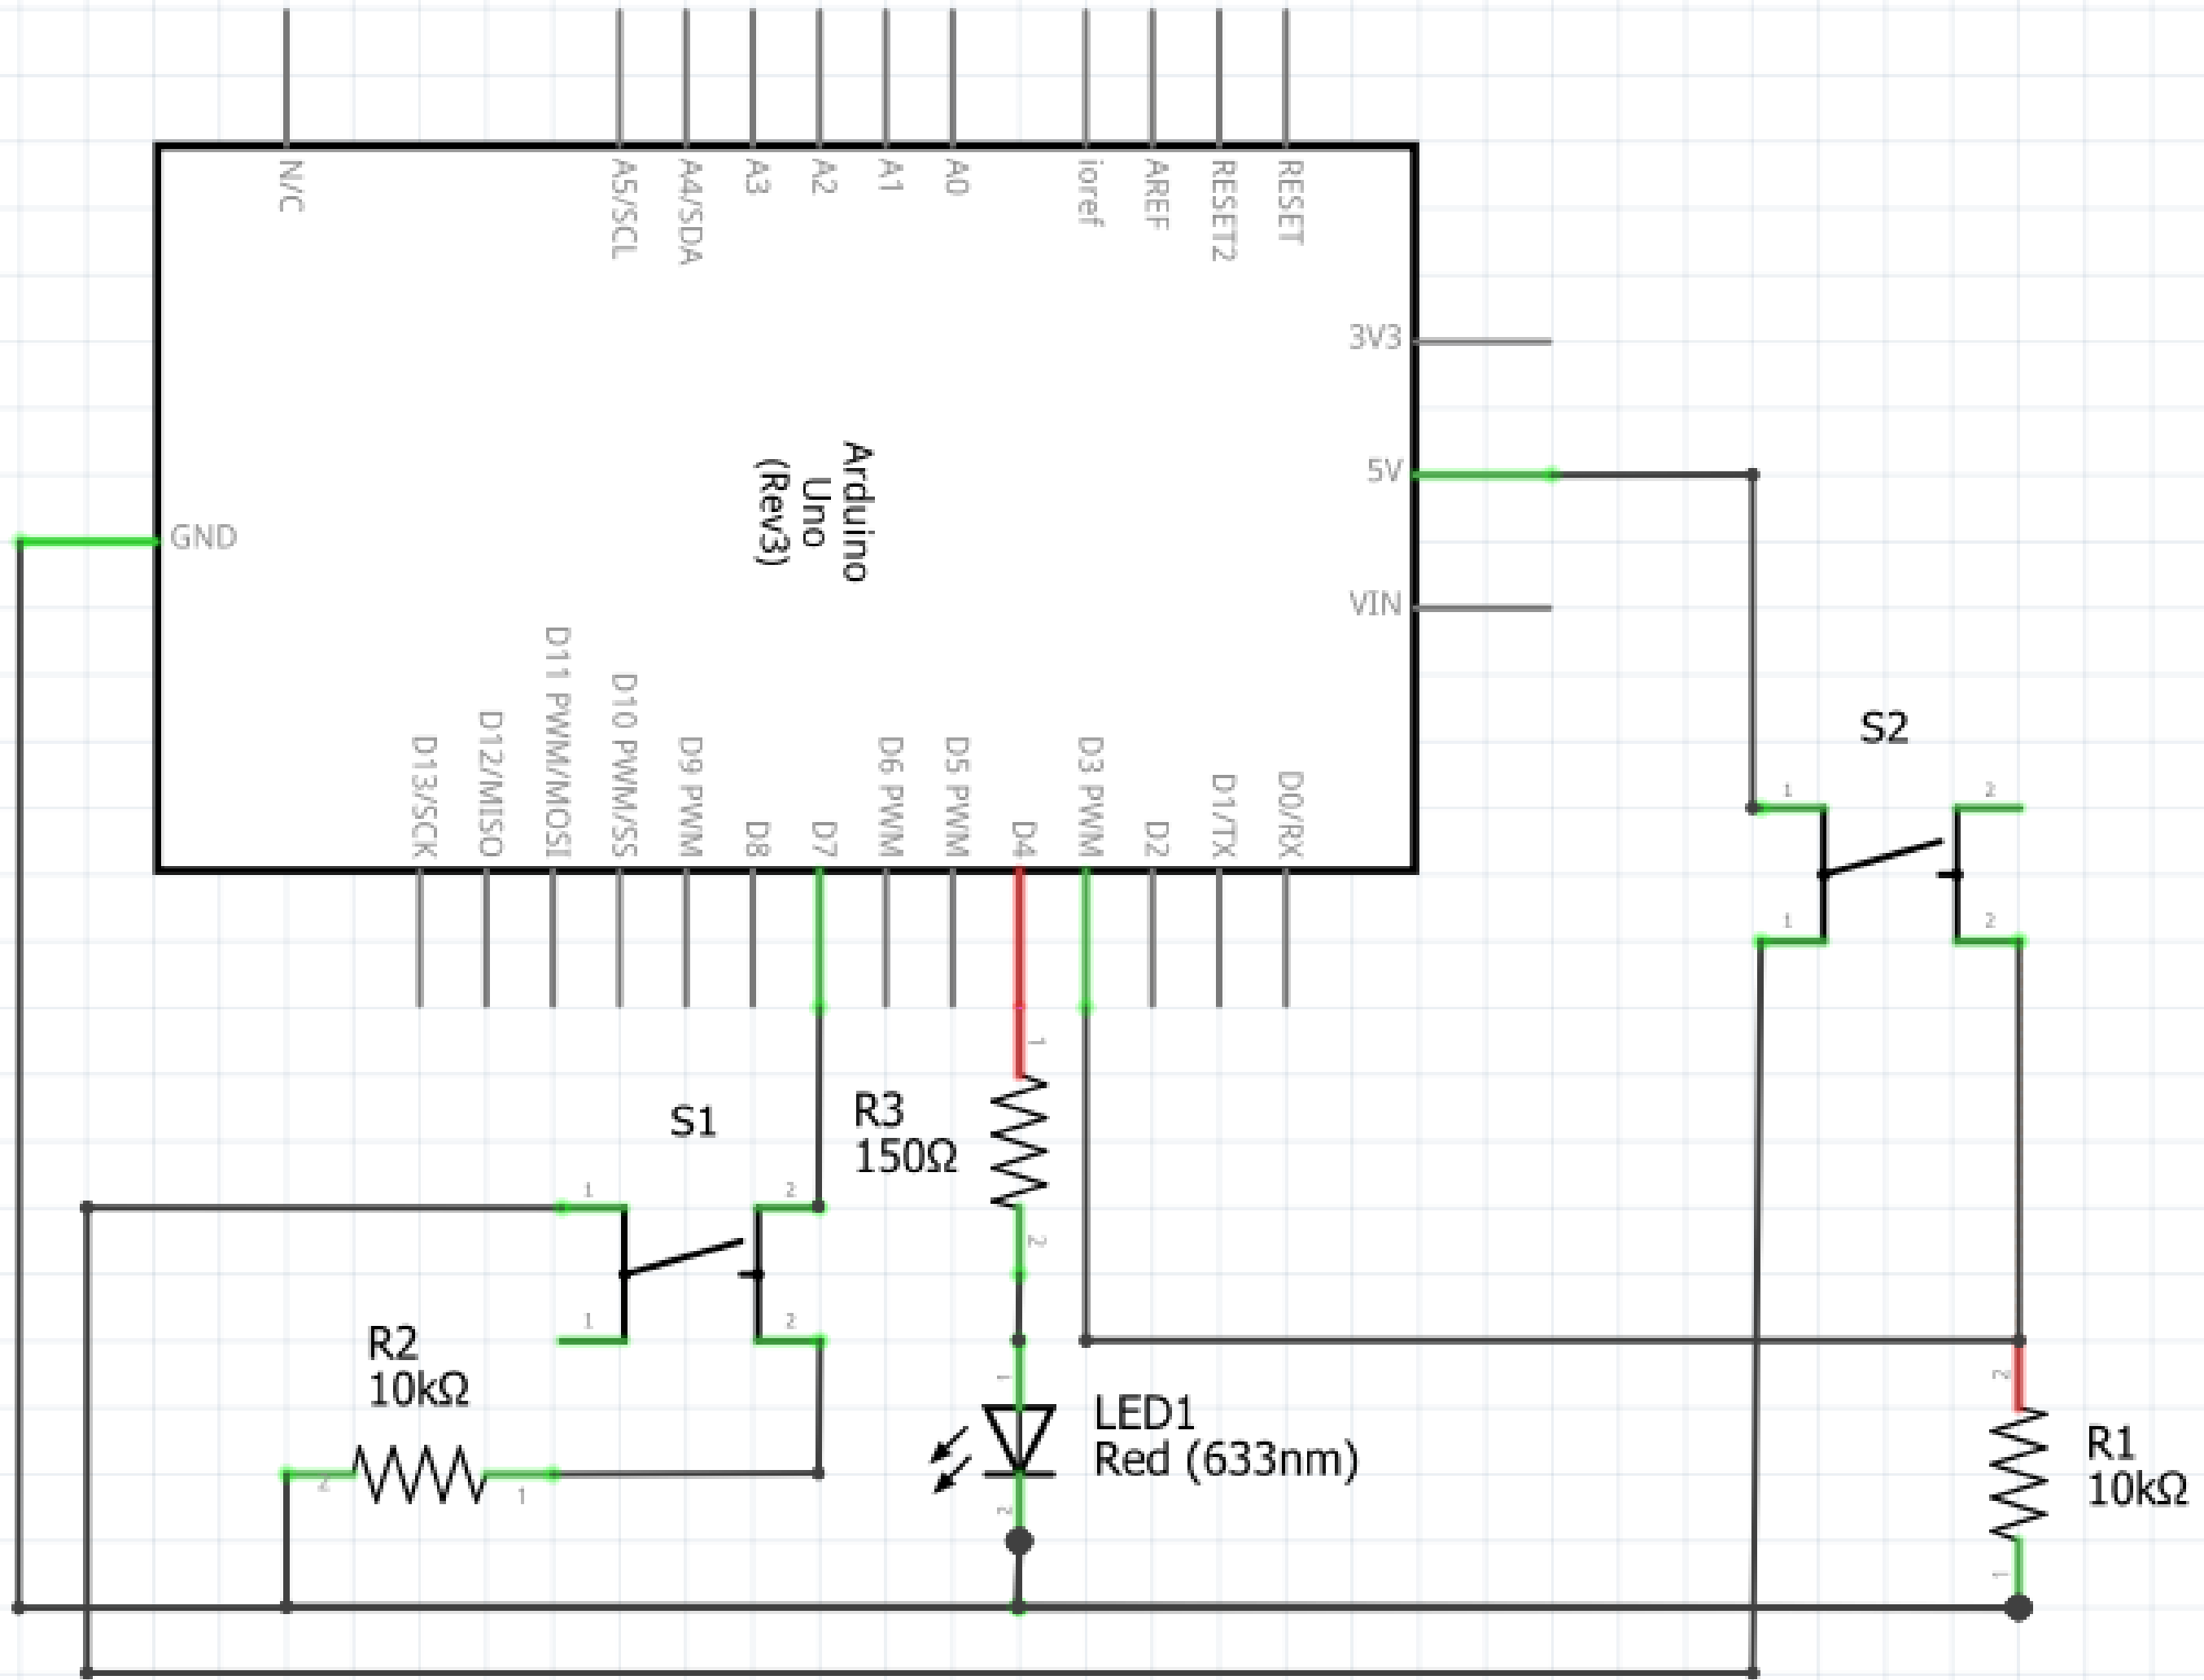 N/C
A5/SCL
A4/SDA
A3
A2
A1
A0
ioref
AREF
RESET2
RESET
3V3
5V
VIN
GND
Arduino
Uno
(Rev3)
D13/SCK
D12/MISO
D11 PWM/MOSI
D10 PWM/SS
D9 PWM
D8
D7
D6 PWM
D5 PWM
D4
D3 PWM
D2
D1/TX
D0/RX
S2
1
2
1
2
1
S1
R3
150Ω
1
2
2
1
2
R2
10kΩ
1
LED1
Red (633nm)
2
2
R1
10kΩ
2
1
1